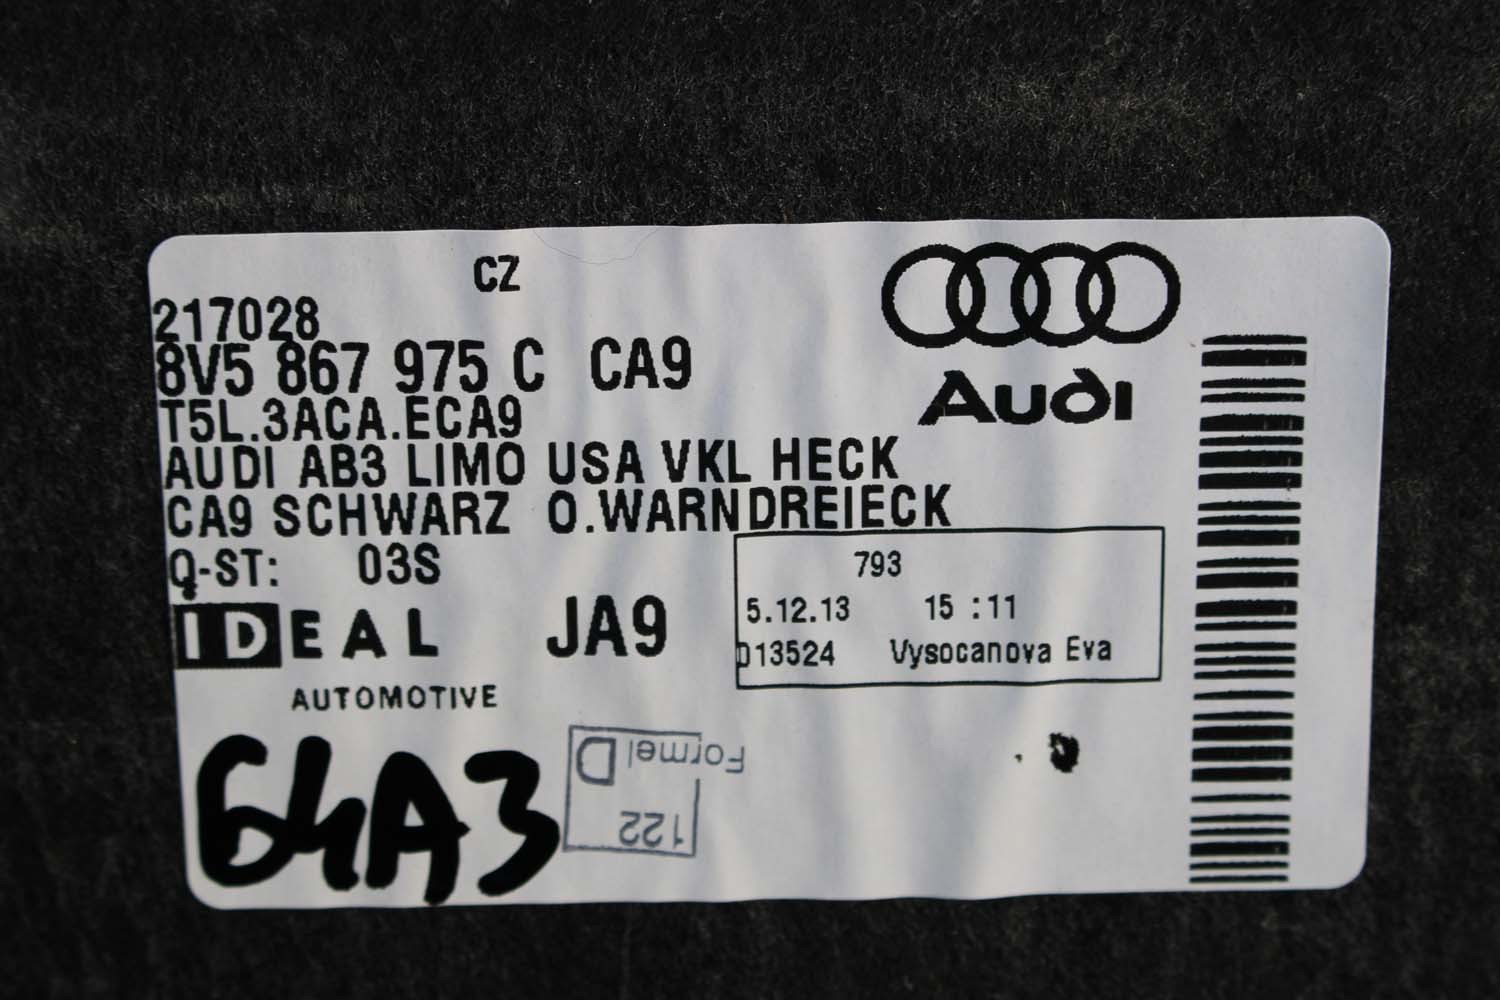 CZ
217028
8V5 867 975 C CA9
T5L.3ACA.ECA9
AUDI AB3 LIMO USA VKL HECK
CA9 SCHWARZ O.WARNDREIECK
Q-ST: 03S
IDEAL JA9
AUTOMOTIVE
Audi
793
5.12.13 15 :11
D13524 Vysocanova Eva
64A3
Formel D
122